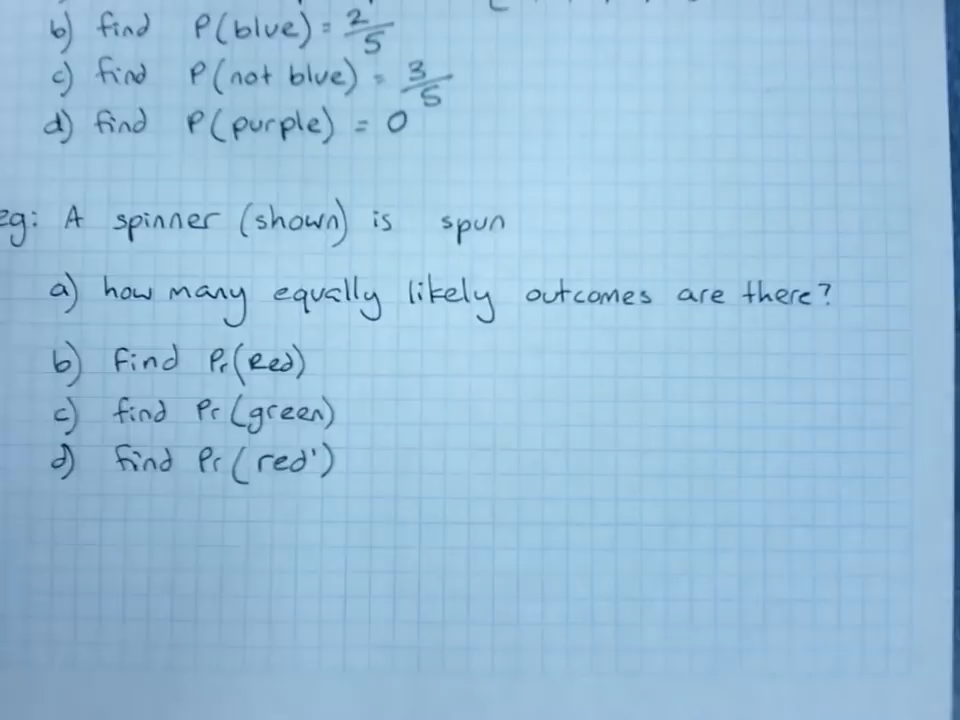 b) find P(blue) = 2/5
c) find P(not blue) = 3/5
d) find P(purple) = 0
eg: A spinner (shown) is spun
a) how many equally likely outcomes are there?
b) find Pr(Red)
c) find Pr(green)
d) find Pr(red')